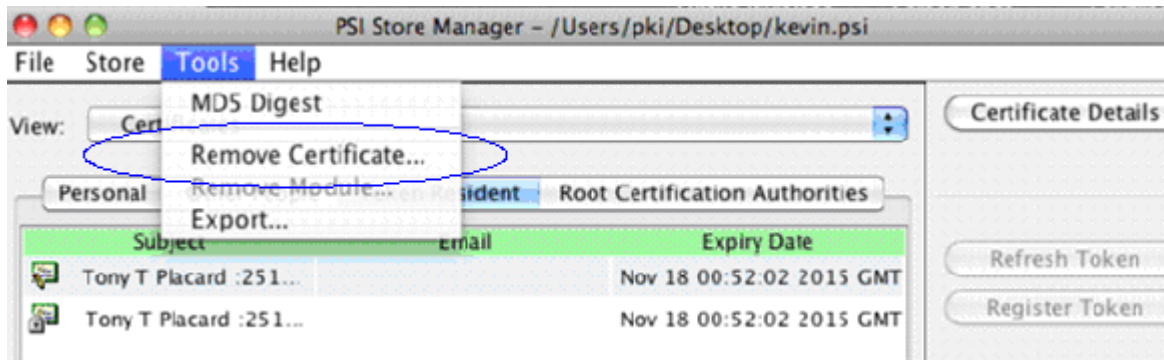 PSI Store Manager – /Users/pki/Desktop/kevin.psi
File Store Tools Help
MD5 Digest
View:
Certificate Details
Remove Certificate...
Remove Module...
Personal
Resident Root Certification Authorities
Export...
Subject Email Expiry Date
Refresh Token
Tony T Placard :251... Nov 18 00:52:02 2015 GMT
Register Token
Tony T Placard :251... Nov 18 00:52:02 2015 GMT